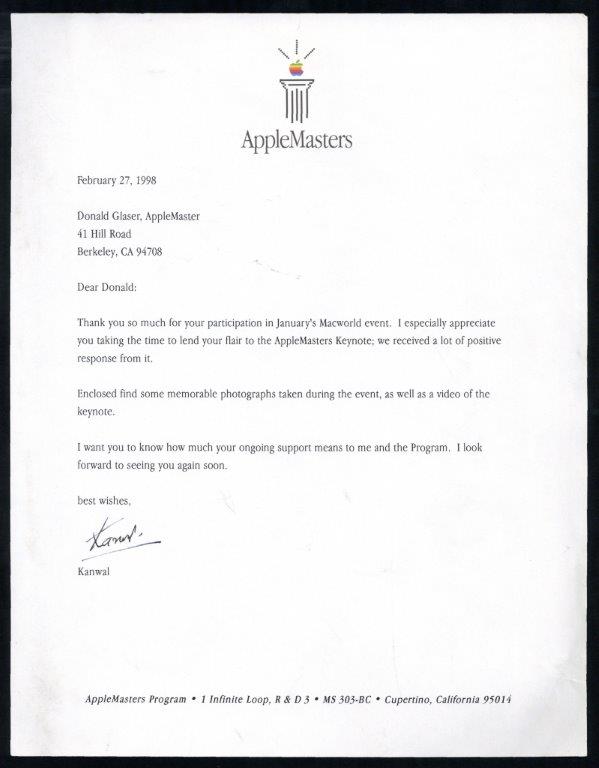 AppleMasters
February 27, 1998
Donald Glaser, AppleMaster
41 Hill Road
Berkeley, CA 94708
Dear Donald:
Thank you so much for your participation in January's Macworld event. I especially appreciate
you taking the time to lend your flair to the AppleMasters Keynote; we received a lot of positive
response from it.
Enclosed find some memorable photographs taken during the event, as well as a video of the
keynote.
I want you to know how much your ongoing support means to me and the Program. I look
forward to seeing you again soon.
best wishes,
Kanwal
Kanwal
AppleMasters Program • 1 Infinite Loop, R & D 3 • MS 303-BC • Cupertino, California 95014